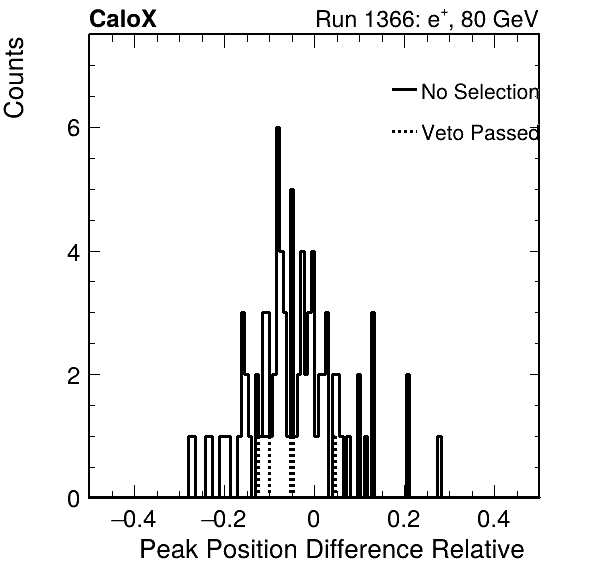 CaloX Run 1366: e⁺, 80 GeV
Counts
No Selection
Veto Passed
6
4
2
0
−0.4 −0.2 0 0.2 0.4
Peak Position Difference Relative